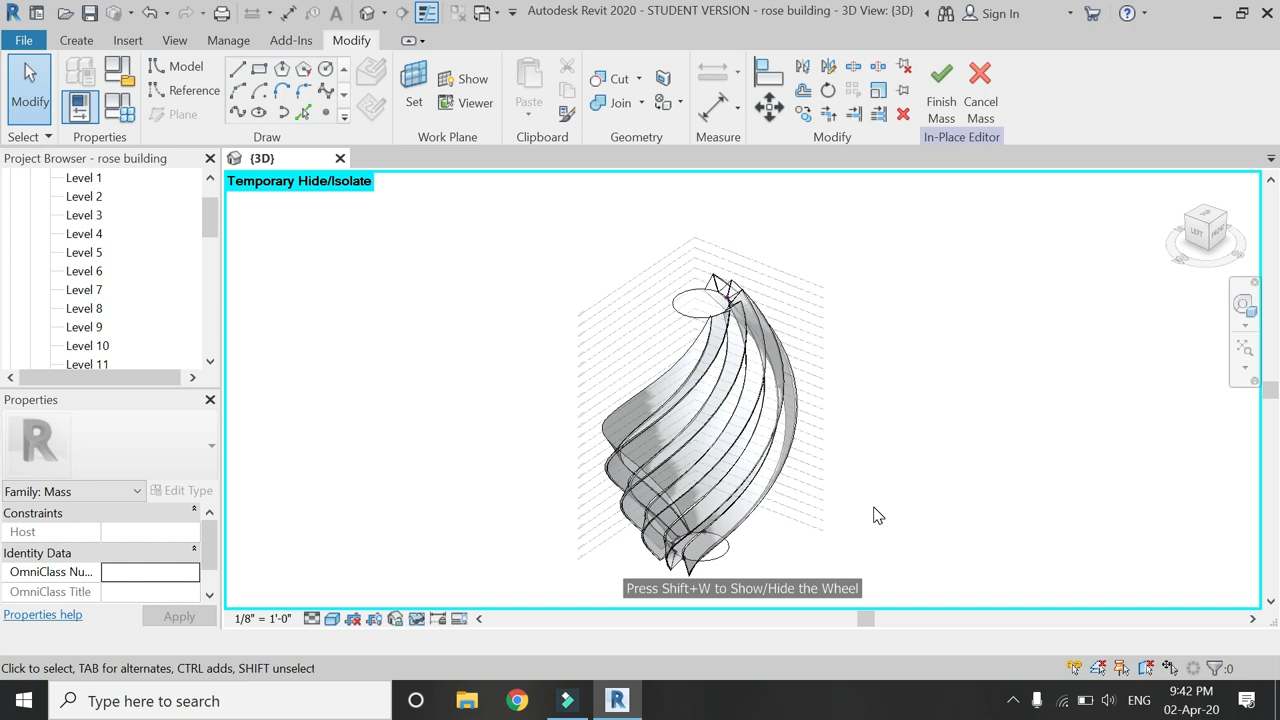 Autodesk Revit 2020 - STUDENT VERSION - rose building - 3D View: {3D}
Sign In
File
Create
Insert
View
Manage
Add-Ins
Modify
Modify
Select
Properties
Model
Reference
Plane
Draw
Set
Show
Viewer
Work Plane
Paste
Clipboard
Cut
Join
Geometry
Measure
Modify
Finish
Mass
Cancel
Mass
In-Place Editor
Project Browser - rose building
{3D}
Level 1
Level 2
Level 3
Level 4
Level 5
Level 6
Level 7
Level 8
Level 9
Level 10
Level 11
Temporary Hide/Isolate
TOP
LEFT
FRONT
Properties
R
Family: Mass
Edit Type
Constraints
Host
Identity Data
OmniClass Nu...
OmniClass Title
Properties help
Apply
Press Shift+W to Show/Hide the Wheel
1/8" = 1'-0"
Click to select, TAB for alternates, CTRL adds, SHIFT unselect
:0
Type here to search
ENG
9:42 PM
02-Apr-20